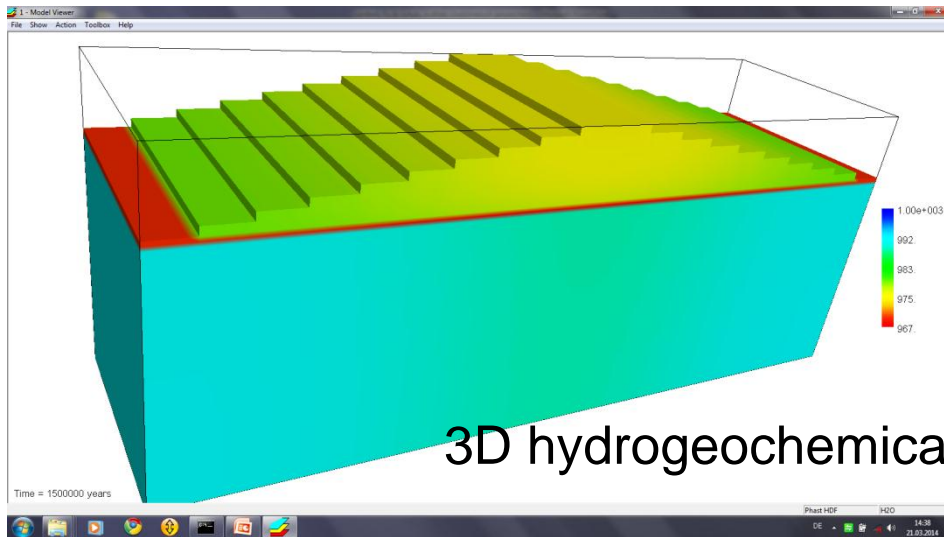 1 - Model Viewer
File Show Action Toolbox Help
1.00e+003
992.
983.
975.
967.
3D hydrogeochemica
Time = 1500000 years
Phast HDF H2O
DE
14:38
21.03.2014